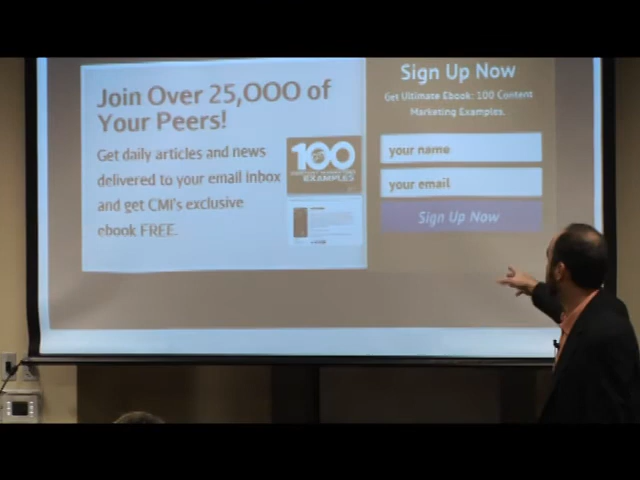 Join Over 25,000 of
Your Peers!
Get daily articles and news
delivered to your email inbox
and get CMI's exclusive
ebook FREE.
100
EXAMPLES
Sign Up Now
Get Ultimate Ebook: 100 Content
Marketing Examples.
your name
your email
Sign Up Now